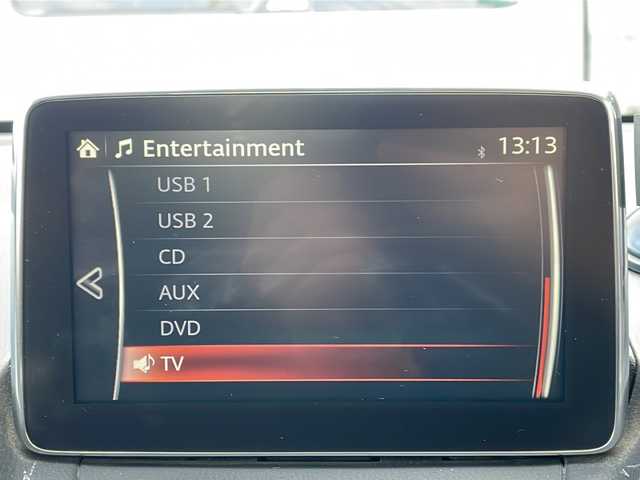 Entertainment 13:13
USB 1
USB 2
CD
AUX
DVD
TV